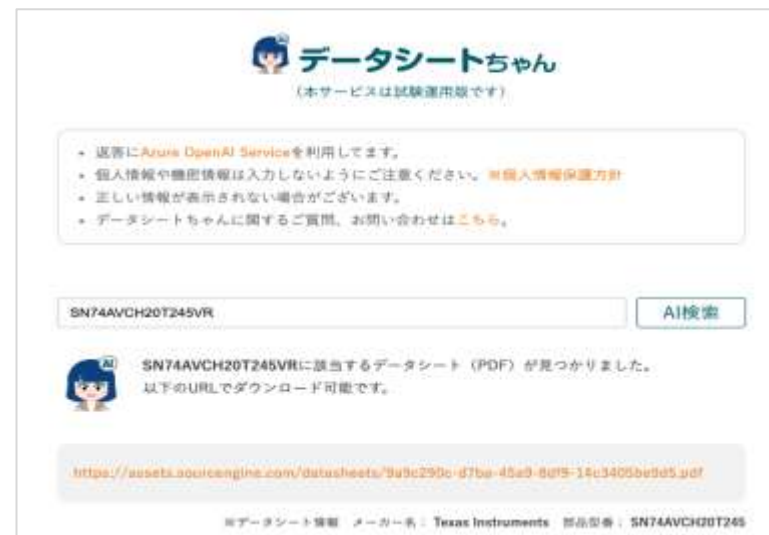 AI
データシートちゃん
(本サービスは試験運用版です)
• 返答にAzure OpenAI Serviceを利用してます。
• 個人情報や機密情報は入力しないようにご注意ください。※個人情報保護方針
• 正しい情報が表示されない場合がございます。
• データシートちゃんに関するご質問、お問い合わせはこちら。
SN74AVCH20T245VR
AI検索
AI
SN74AVCH20T245VRに該当するデータシート(PDF)が見つかりました。
以下のURLでダウンロード可能です。
https://assets.sourcengine.com/datasheets/9a9c290c-d7ba-45a9-8df9-14c3405be9d5.pdf
※データシート情報 メーカー名: Texas Instruments 部品型番: SN74AVCH20T245